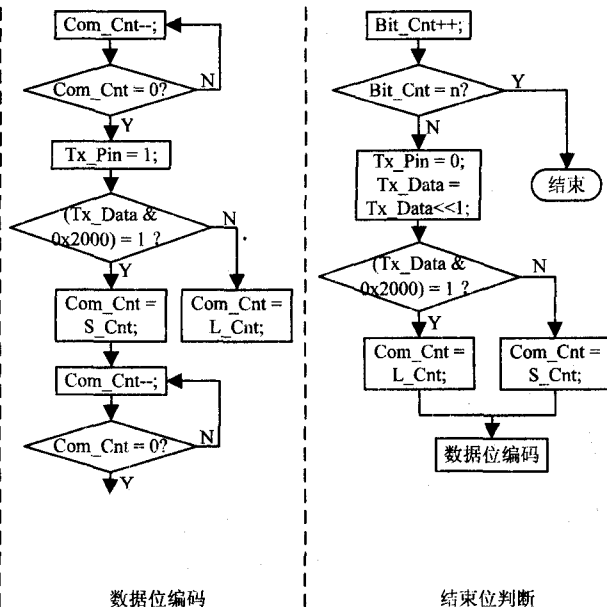 Com_Cnt--;
Com_Cnt = 0?
N
Y
Tx_Pin = 1;
(Tx_Data &
0x2000) = 1 ?
N
Y
Com_Cnt =
S_Cnt;
Com_Cnt =
L_Cnt;
Com_Cnt--;
Com_Cnt = 0?
N
Y
数据位编码
Bit_Cnt++;
Bit_Cnt = n?
Y
N
结束
Tx_Pin = 0;
Tx_Data =
Tx_Data<<1;
(Tx_Data &
0x2000) = 1 ?
N
Y
Com_Cnt =
L_Cnt;
Com_Cnt =
S_Cnt;
数据位编码
结束位判断